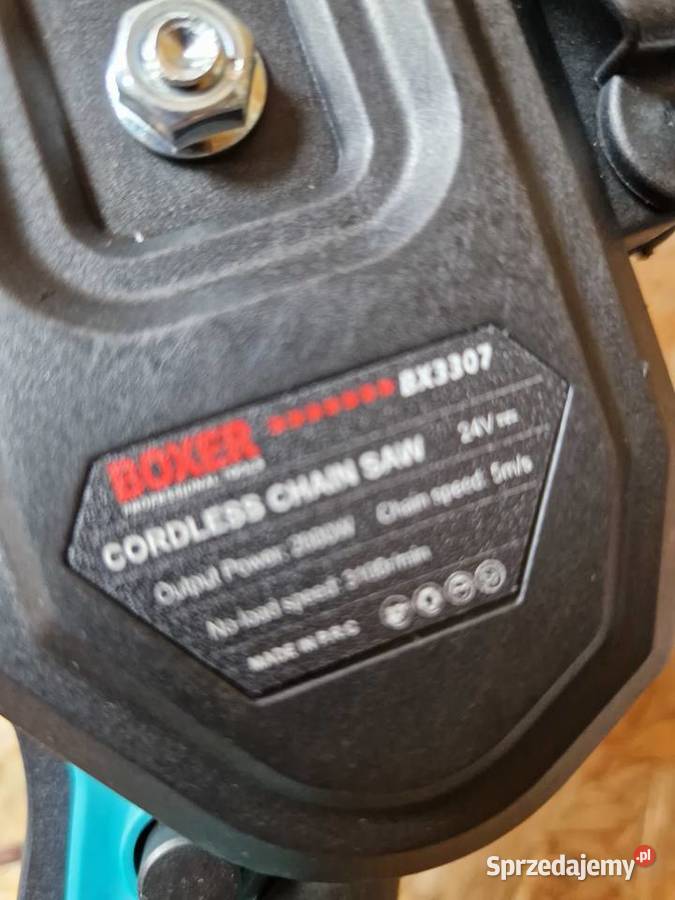 BOXER BX3307
PROFESSIONAL TOOLS
CORDLESS CHAIN SAW 24V
Output Power: 2000W Chain speed: 5m/s
No-load speed:
MADE IN P.R.C
Sprzedajemy.pl